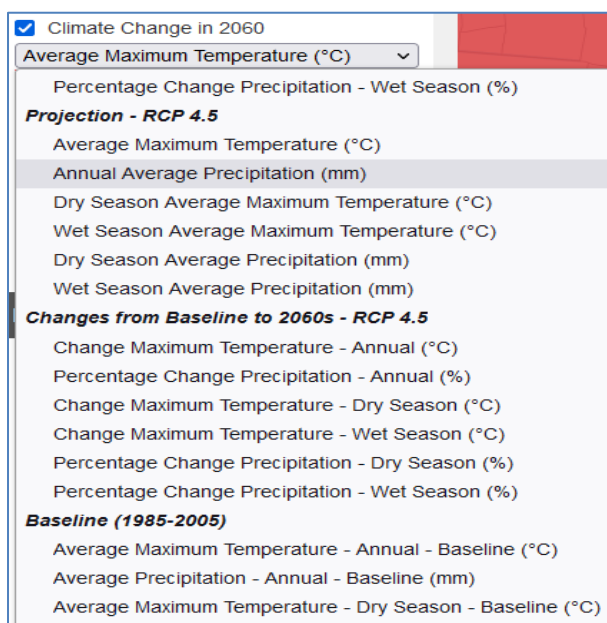 Climate Change in 2060
Average Maximum Temperature (°C)
Percentage Change Precipitation - Wet Season (%)
Projection - RCP 4.5
Average Maximum Temperature (°C)
Annual Average Precipitation (mm)
Dry Season Average Maximum Temperature (°C)
Wet Season Average Maximum Temperature (°C)
Dry Season Average Precipitation (mm)
Wet Season Average Precipitation (mm)
Changes from Baseline to 2060s - RCP 4.5
Change Maximum Temperature - Annual (°C)
Percentage Change Precipitation - Annual (%)
Change Maximum Temperature - Dry Season (°C)
Change Maximum Temperature - Wet Season (°C)
Percentage Change Precipitation - Dry Season (%)
Percentage Change Precipitation - Wet Season (%)
Baseline (1985-2005)
Average Maximum Temperature - Annual - Baseline (°C)
Average Precipitation - Annual - Baseline (mm)
Average Maximum Temperature - Dry Season - Baseline (°C)